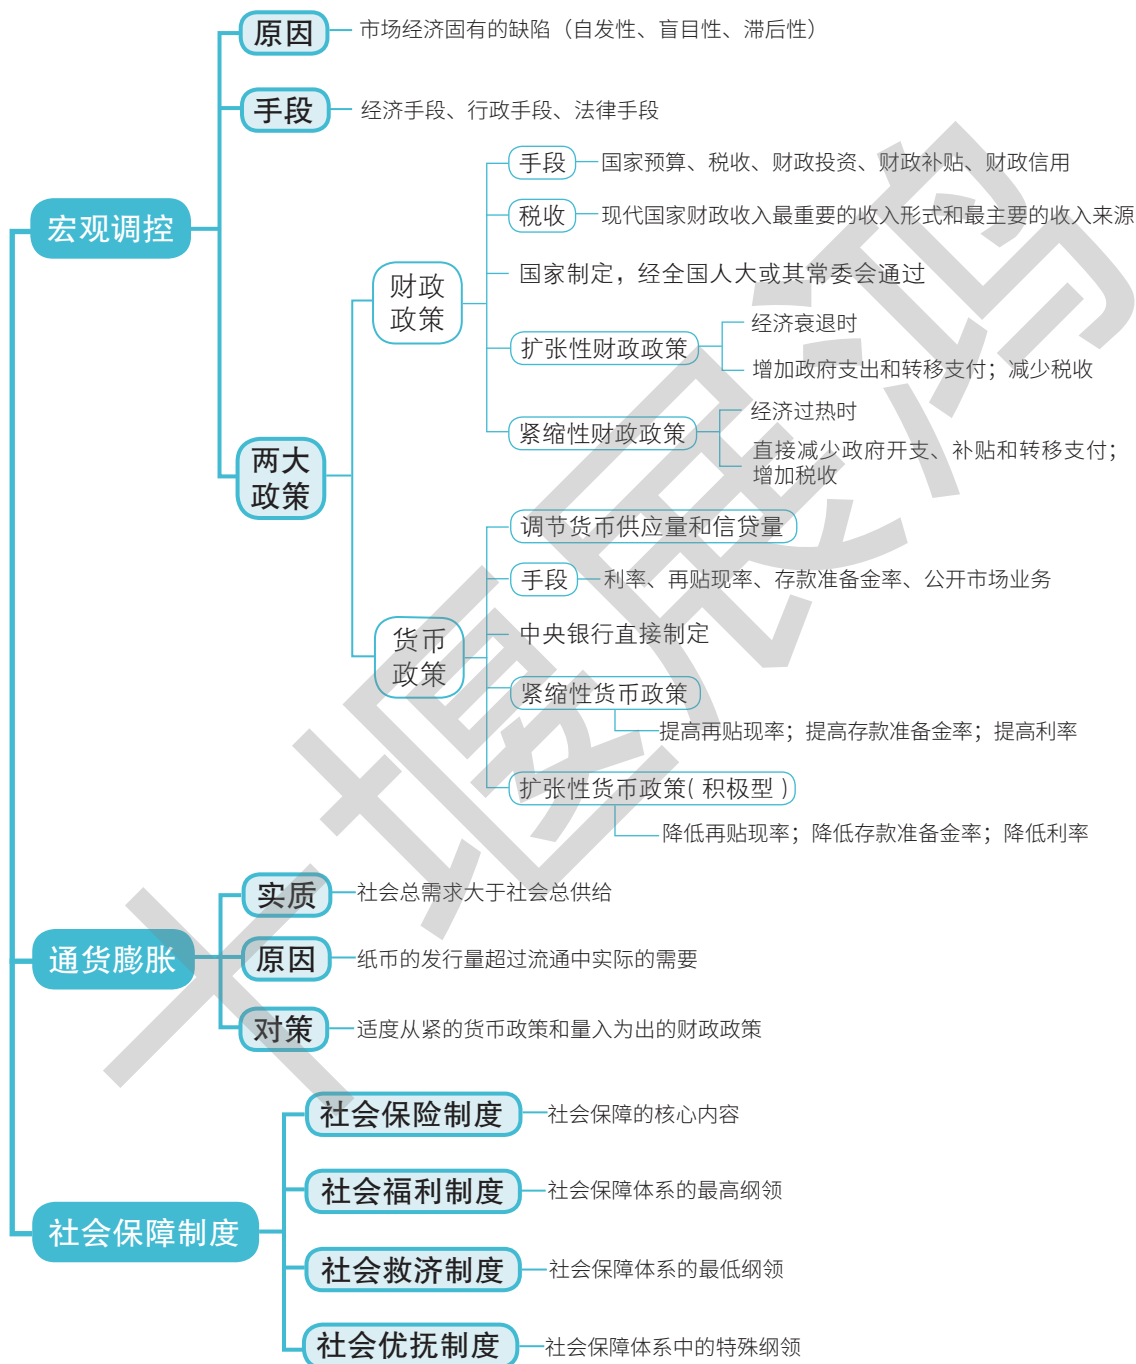 原因
市场经济固有的缺陷（自发性、盲目性、滞后性）
手段
经济手段、行政手段、法律手段
宏观调控
两大
政策
财政
政策
手段
国家预算、税收、财政投资、财政补贴、财政信用
税收
现代国家财政收入最重要的收入形式和最主要的收入来源
国家制定，经全国人大或其常委会通过
扩张性财政政策
经济衰退时
增加政府支出和转移支付；减少税收
紧缩性财政政策
经济过热时
直接减少政府开支、补贴和转移支付；
增加税收
货币
政策
调节货币供应量和信贷量
手段
利率、再贴现率、存款准备金率、公开市场业务
中央银行直接制定
紧缩性货币政策
提高再贴现率；提高存款准备金率；提高利率
扩张性货币政策(积极型)
降低再贴现率；降低存款准备金率；降低利率
通货膨胀
实质
社会总需求大于社会总供给
原因
纸币的发行量超过流通中实际的需要
对策
适度从紧的货币政策和量入为出的财政政策
社会保障制度
社会保险制度
社会保障的核心内容
社会福利制度
社会保障体系的最高纲领
社会救济制度
社会保障体系的最低纲领
社会优抚制度
社会保障体系中的特殊纲领
十堰展鸿